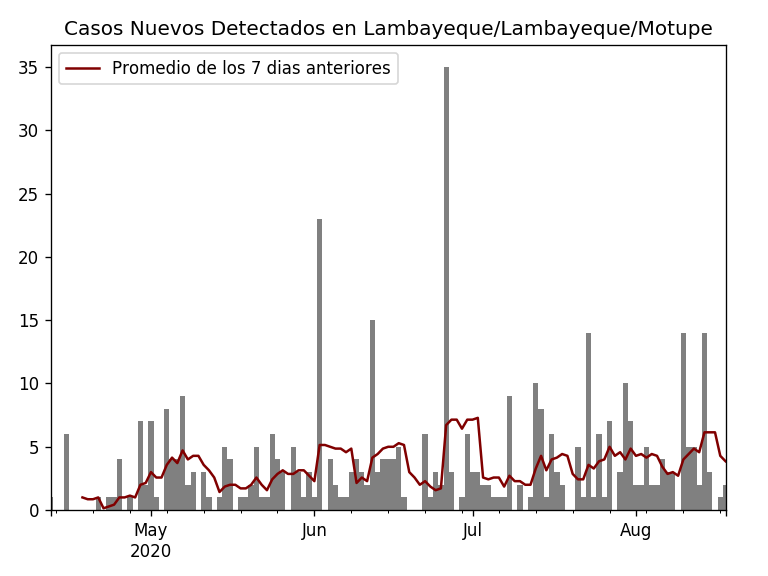 Casos Nuevos Detectados en Lambayeque/Lambayeque/Motupe
Promedio de los 7 dias anteriores
35
30
25
20
15
10
5
0
May
2020
Jun
Jul
Aug